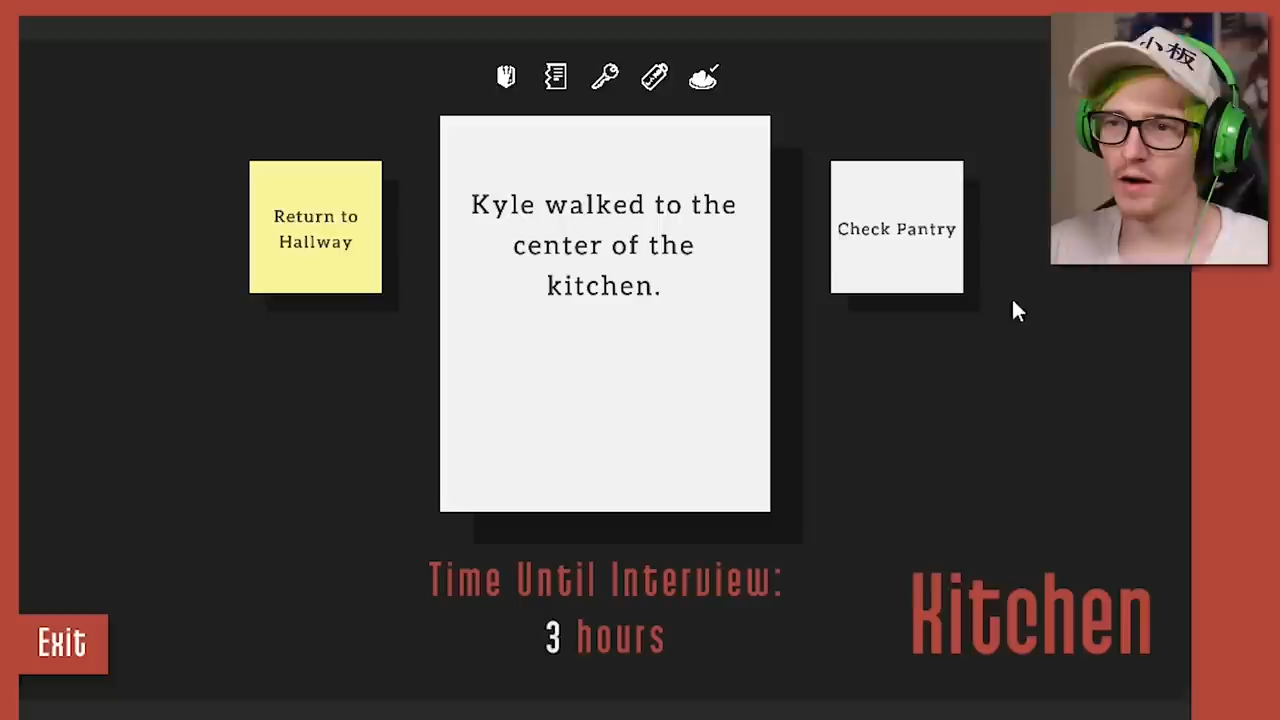 小板
Return to
Hallway
Kyle walked to the
center of the
kitchen.
Check Pantry
Time Until Interview:
3 hours
Kitchen
Exit